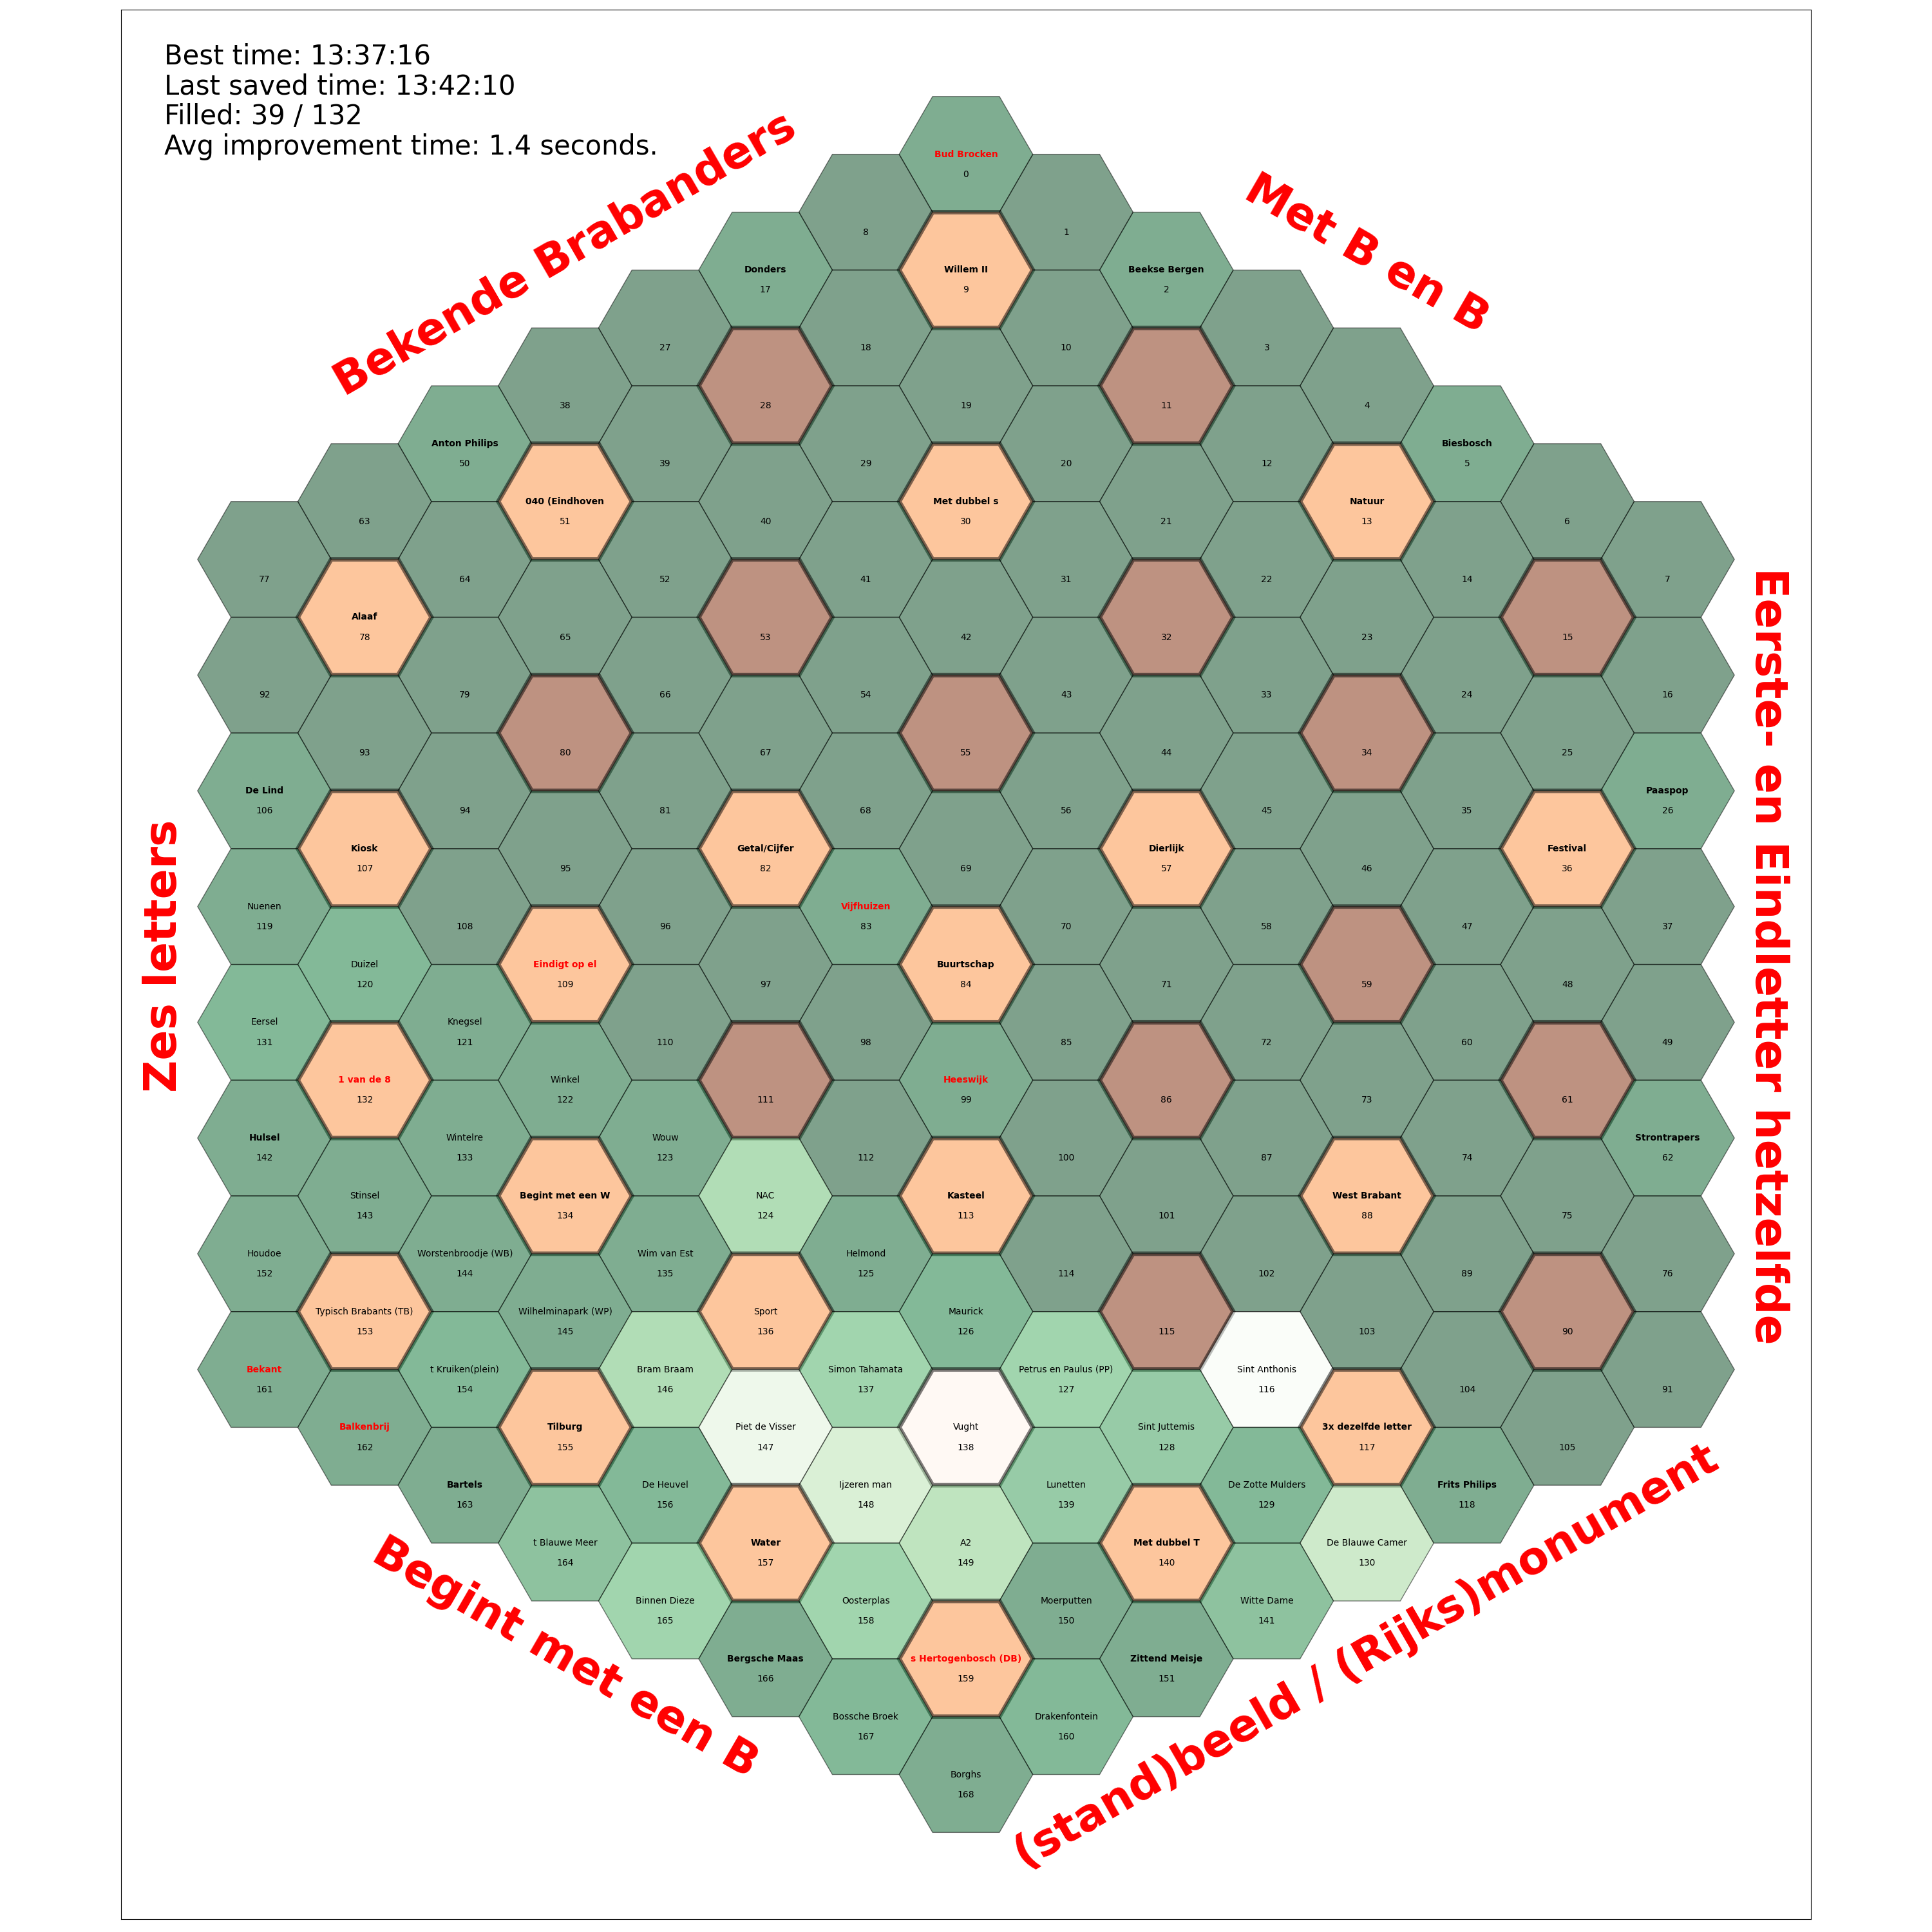 Best time: 13:37:16
Last saved time: 13:42:10
Filled: 39 / 132
Avg improvement time: 1.4 seconds.
Bekende Brabanders
Met B en B
Eerste- en Eindletter hetzelfde
(stand)beeld / (Rijks)monument
Begint met een B
Zes letters
Bud Brocken
0
1
Beekse Bergen
2
3
4
Biesbosch
5
6
7
8
Willem II
9
10
11
12
Natuur
13
14
15
16
Donders
17
18
19
20
21
22
23
24
25
Paaspop
26
27
28
29
Met dubbel s
30
31
32
33
34
35
Festival
36
37
38
39
40
41
42
43
44
45
46
47
48
49
Anton Philips
50
040 (Eindhoven
51
52
53
54
55
56
Dierlijk
57
58
59
60
61
Strontrapers
62
63
64
65
66
67
68
69
70
71
72
73
74
75
76
77
Alaaf
78
79
80
81
Getal/Cijfer
82
Vijfhuizen
83
Buurtschap
84
85
86
87
West Brabant
88
89
90
91
92
93
94
95
96
97
98
Heeswijk
99
100
101
102
103
104
105
De Lind
106
Kiosk
107
108
Eindigt op el
109
110
111
112
Kasteel
113
114
115
Sint Anthonis
116
3x dezelfde letter
117
Frits Philips
118
Nuenen
119
Duizel
120
Knegsel
121
Winkel
122
Wouw
123
NAC
124
Helmond
125
Maurick
126
Petrus en Paulus (PP)
127
Sint Juttemis
128
De Zotte Mulders
129
De Blauwe Camer
130
Eersel
131
1 van de 8
132
Wintelre
133
Begint met een W
134
Wim van Est
135
Sport
136
Simon Tahamata
137
Vught
138
Lunetten
139
Met dubbel T
140
Witte Dame
141
Hulsel
142
Stinsel
143
Worstenbroodje (WB)
144
Wilhelminapark (WP)
145
Bram Braam
146
Piet de Visser
147
Ijzeren man
148
A2
149
Moerputten
150
Zittend Meisje
151
Houdoe
152
Typisch Brabants (TB)
153
t Kruiken(plein)
154
Tilburg
155
De Heuvel
156
Water
157
Oosterplas
158
s Hertogenbosch (DB)
159
Drakenfontein
160
Bekant
161
Balkenbrij
162
Bartels
163
t Blauwe Meer
164
Binnen Dieze
165
Bergsche Maas
166
Bossche Broek
167
Borghs
168